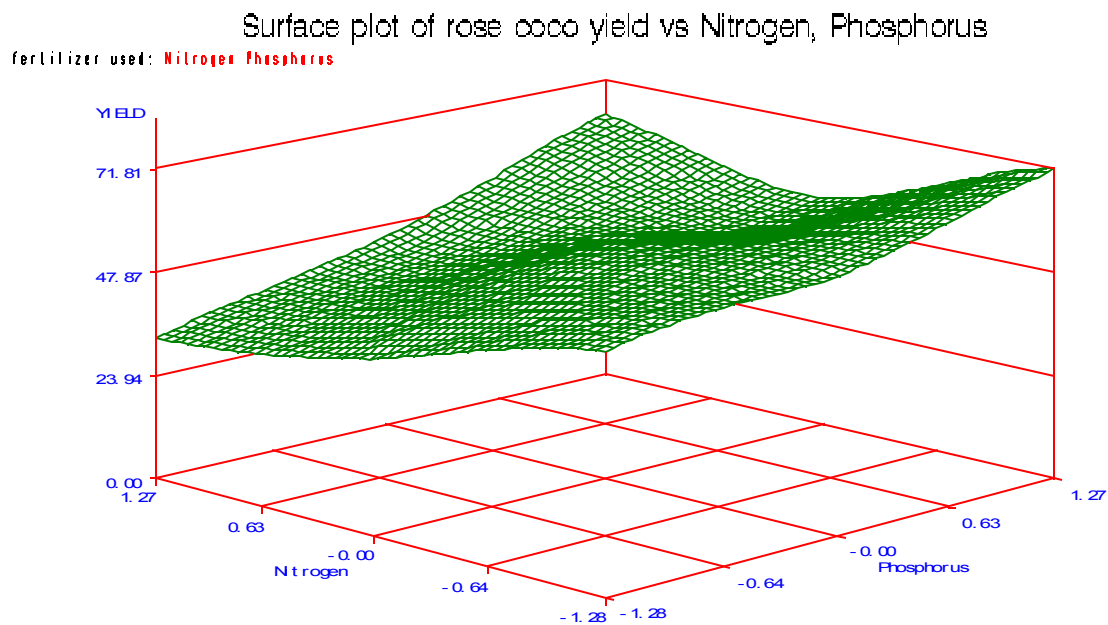 Surface plot of rose coco yield vs Nitrogen, Phosphorus
fertilizer used: Nitrogen Phosphorus
YIELD
71.81
47.87
23.94
0.00
1.27
0.63
-0.00
Nitrogen
-0.64
-1.28
-1.28
-0.64
-0.00
Phosphorus
0.63
1.27